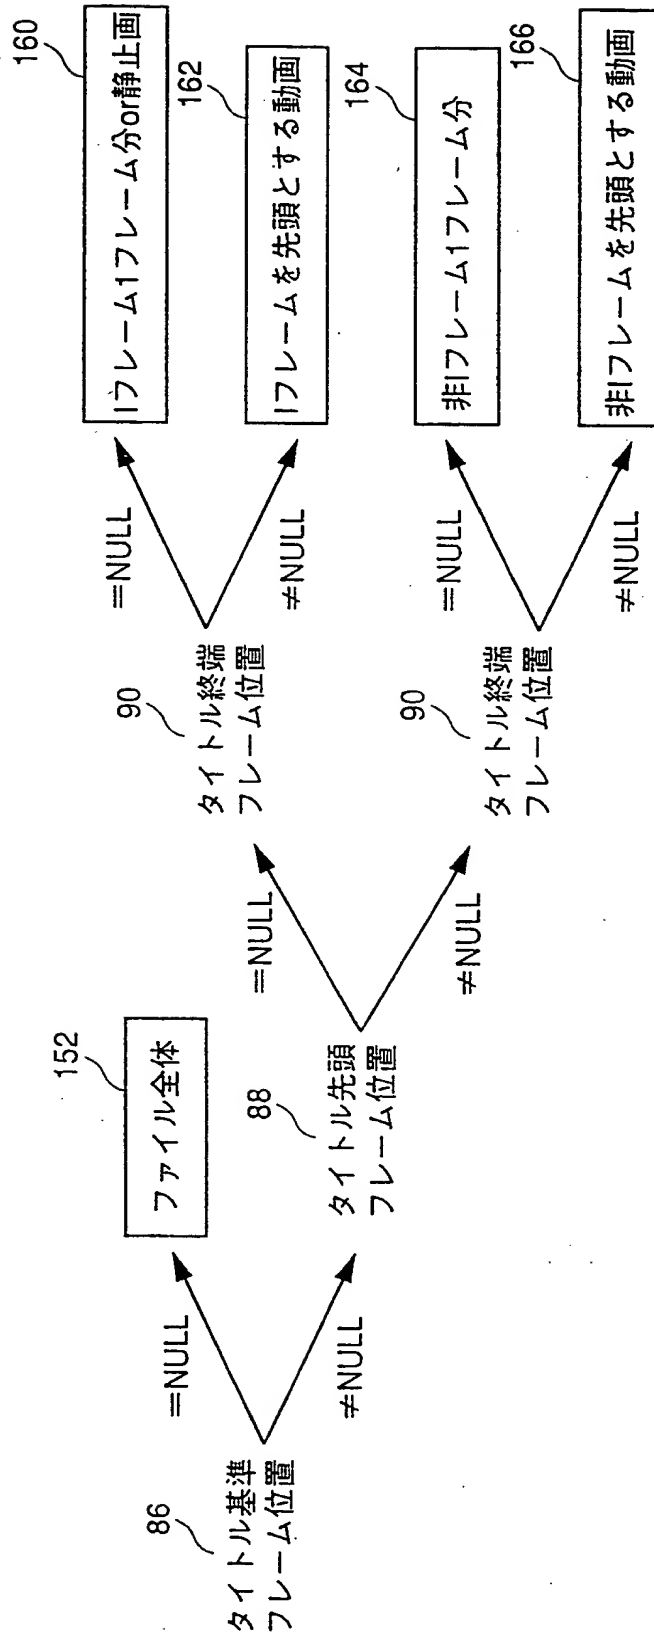 86
タイトル基準
フレーム位置
=NULL
≠NULL
152
ファイル全体
88
タイトル先頭
フレーム位置
=NULL
≠NULL
90
タイトル終端
フレーム位置
=NULL
≠NULL
160
Iフレーム1フレーム分or静止画
162
Iフレームを先頭とする動画
90
タイトル終端
フレーム位置
=NULL
≠NULL
164
非Iフレーム1フレーム分
166
非Iフレームを先頭とする動画